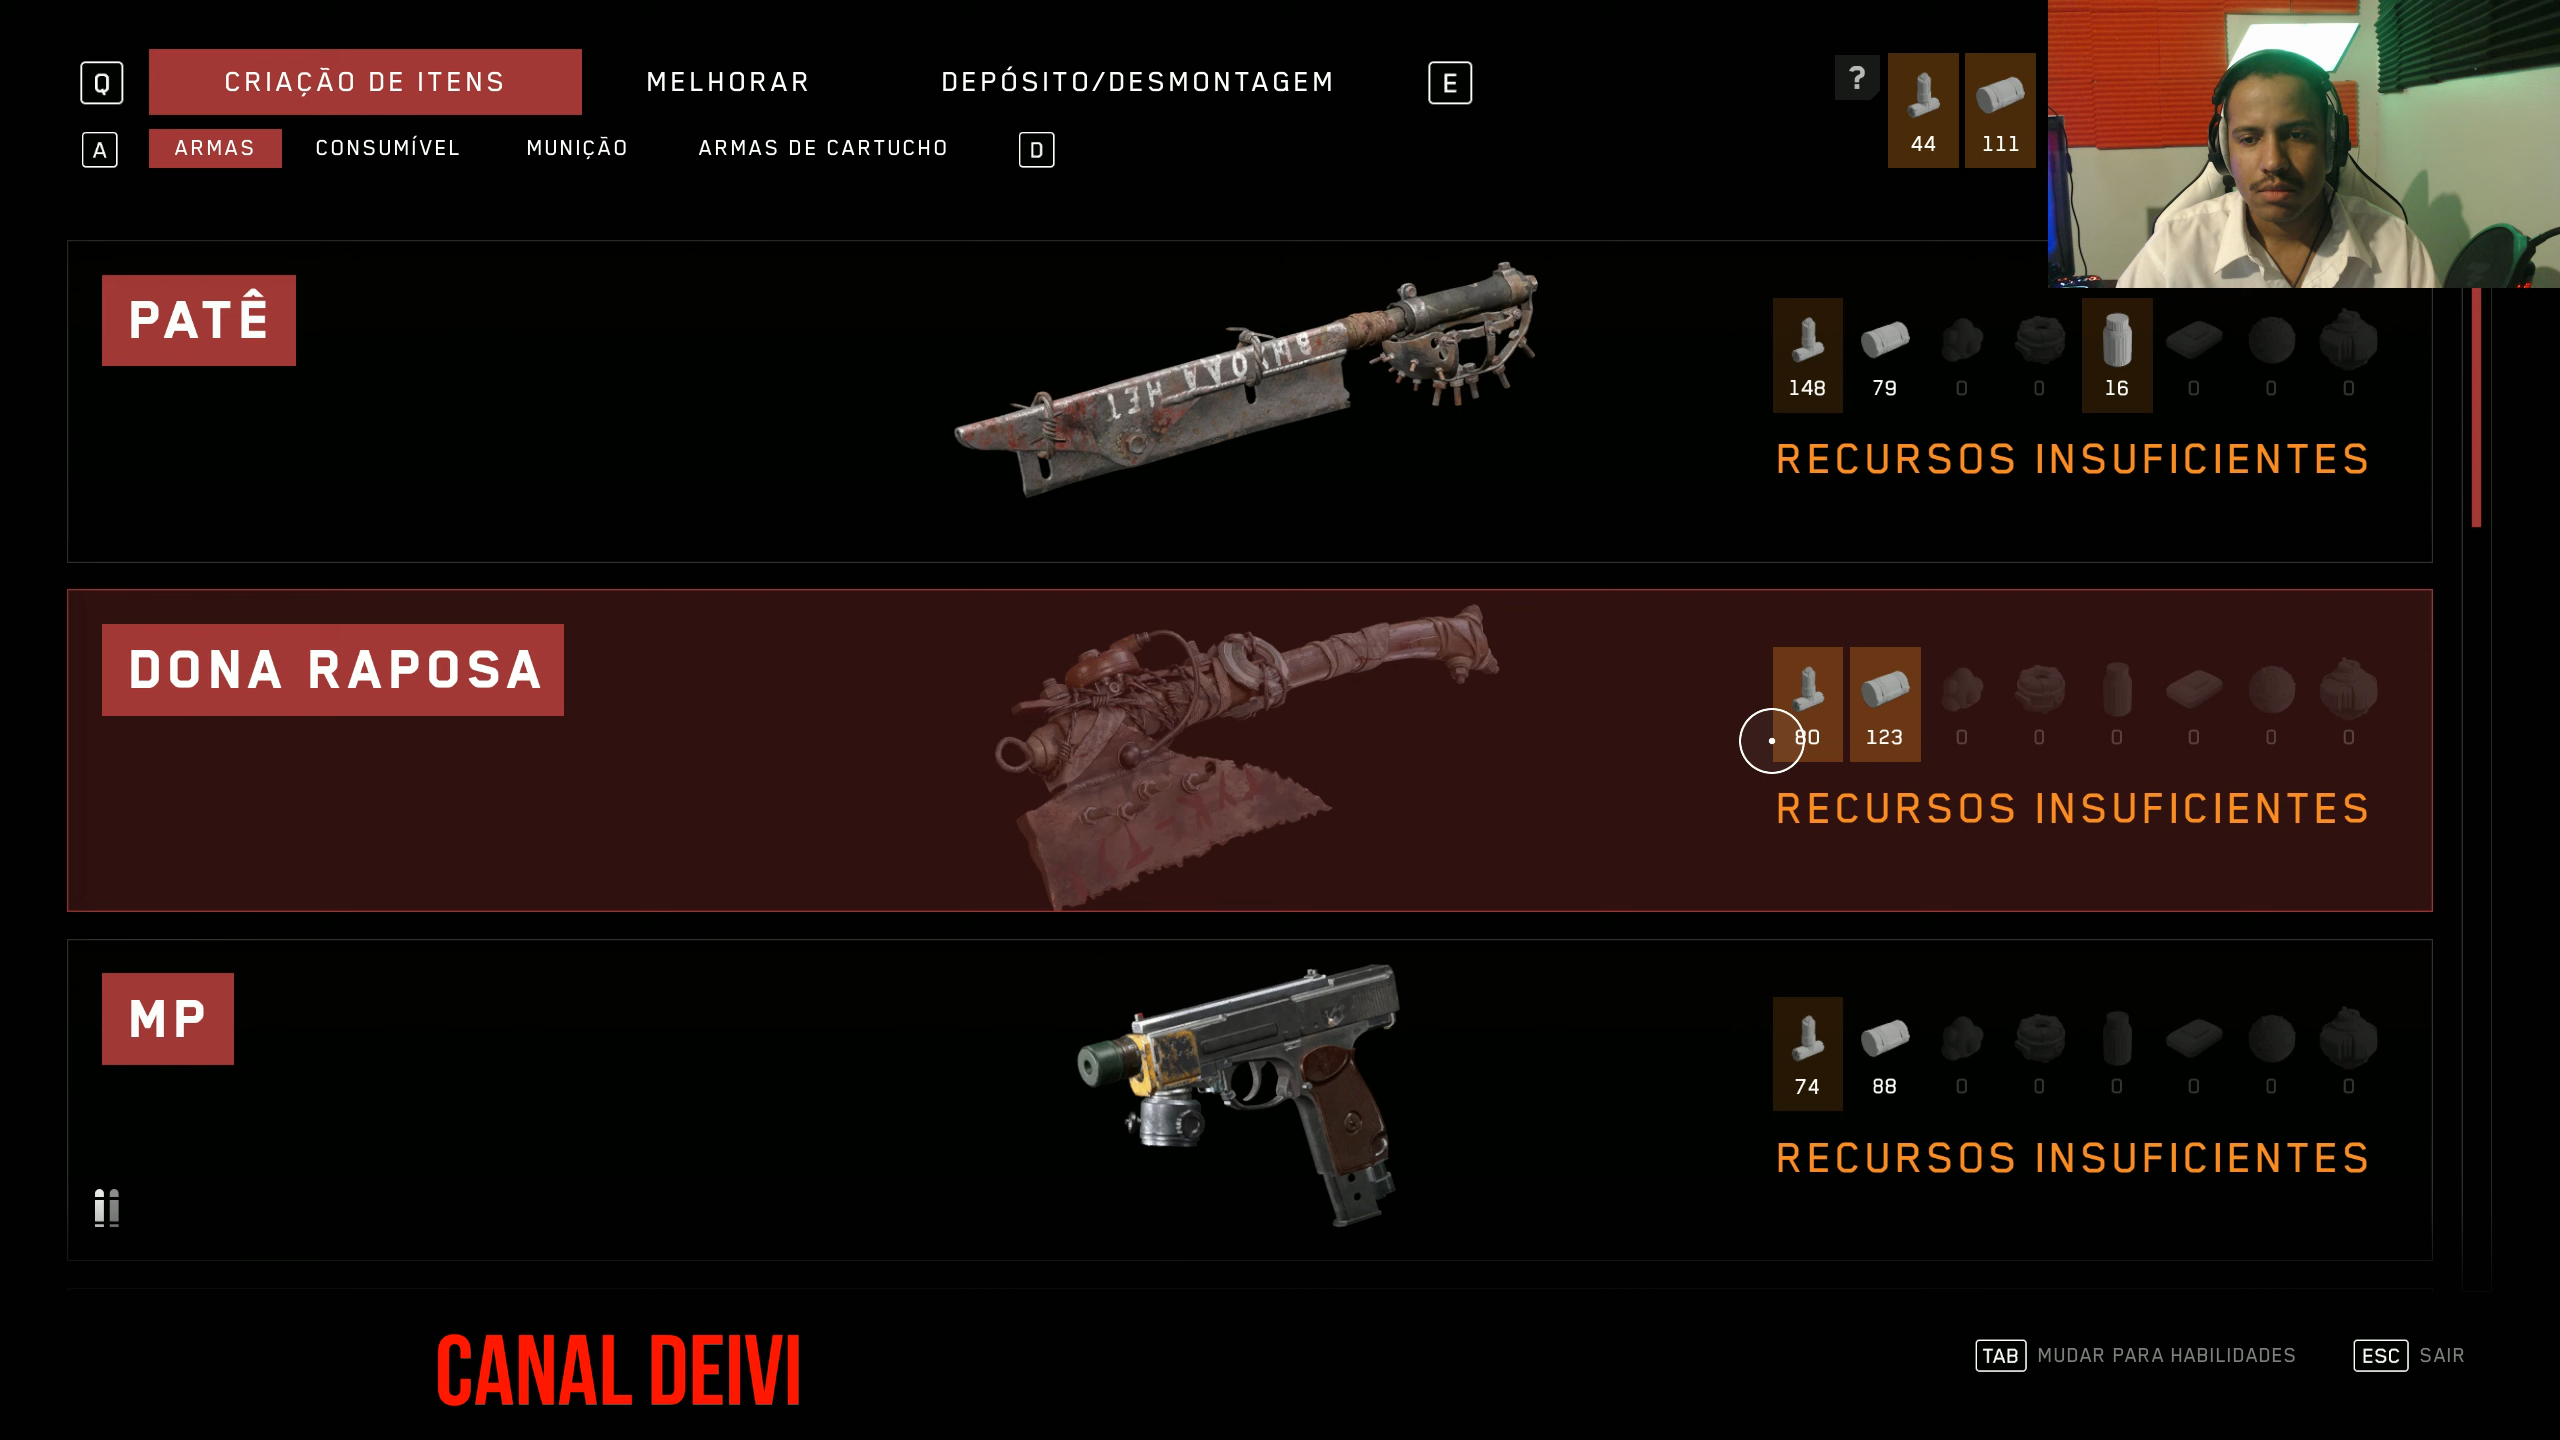 Q CRIAÇÃO DE ITENS MELHORAR DEPÓSITO/DESMONTAGEM E
A ARMAS CONSUMÍVEL MUNIÇÃO ARMAS DE CARTUCHO D
?
44 111
PATÊ
148 79 0 0 16 0 0 0
RECURSOS INSUFICIENTES
DONA RAPOSA
80 123 0 0 0 0 0 0
RECURSOS INSUFICIENTES
MP
74 88 0 0 0 0 0 0
RECURSOS INSUFICIENTES
CANAL DEIVI
TAB MUDAR PARA HABILIDADES ESC SAIR